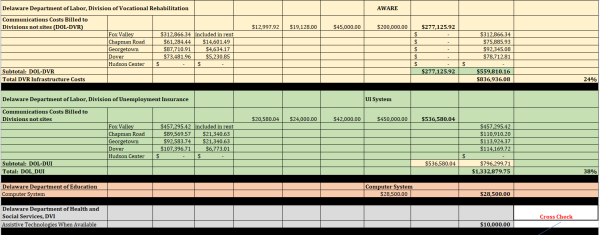 Delaware Department of Labor, Division of Vocational Rehabilitation AWARE
Communications Costs Billed to
Divisions not sites (DOL-DVR) $12,997.92 $19,128.00 $45,000.00 $200,000.00 $277,125.92
Fox Valley $312,866.34 included in rent $ - $312,866.34
Chapman Road $61,284.44 $14,601.49 $ - $75,885.93
Georgetown $87,710.91 $4,634.17 $ - $92,345.08
Dover $73,481.96 $5,230.85 $ - $78,712.81
Hudson Center $ - $ - $ - $ -
Subtotal: DOL-DVR $277,125.92 $559,810.16
Total DVR Infrastructure Costs $836,936.08 24%
Delaware Department of Labor, Division of Unemployment Insurance UI System
Communications Costs Billed to
Divisions not sites $20,580.04 $24,000.00 $42,000.00 $450,000.00 $536,580.04
Fox Valley $457,295.42 included in rent $457,295.42
Chapman Road $89,569.57 $21,340.63 $110,910.20
Georgetown $92,583.74 $21,340.63 $113,924.37
Dover $107,396.71 $6,773.01 $114,169.72
Hudson Center $ - $ - $ -
Subtotal: DOL-DUI $536,580.04 $796,299.71
Total: DOL_DUI $1,332,879.75 38%
Delaware Department of Education Computer System
Computer System $28,500.00 $28,500.00
Delaware Department of Health and
Social Services, DVI Cross Check
Assistive Technologies When Available $10,000.00